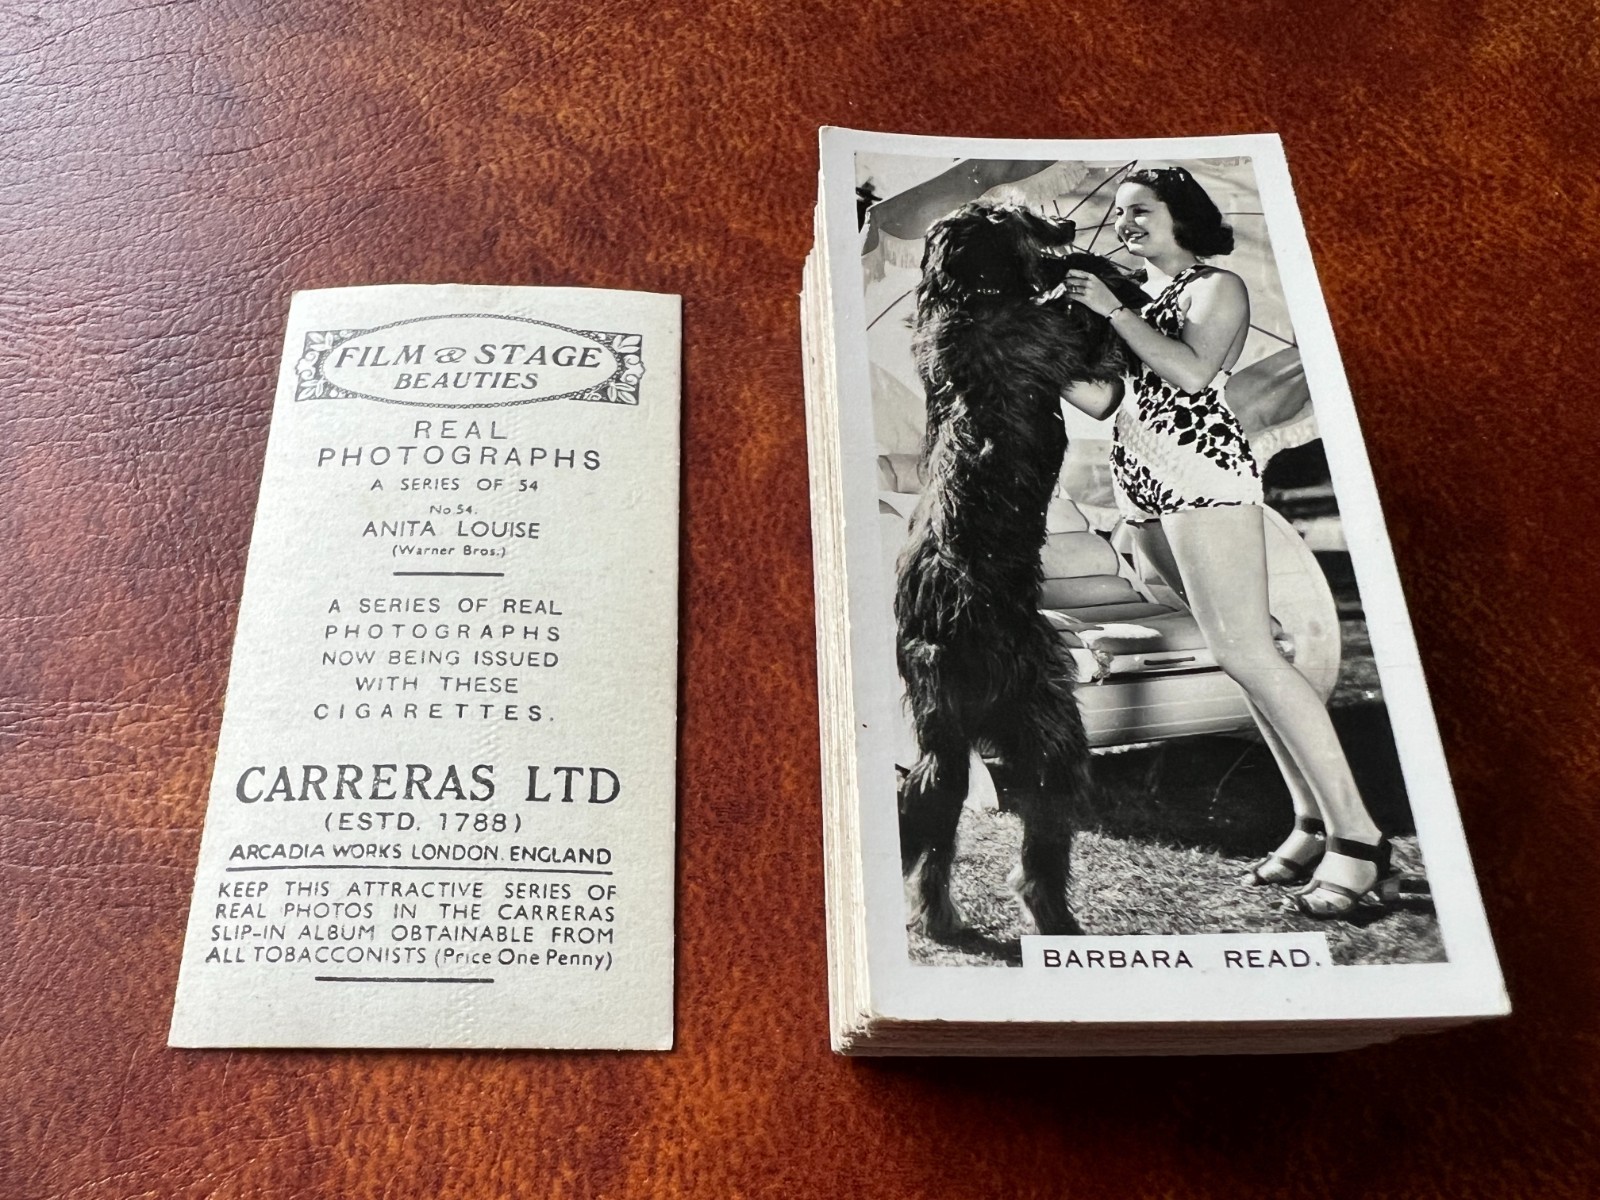 FILM & STAGE
BEAUTIES
REAL
PHOTOGRAPHS
A SERIES OF 54
No 54.
ANITA LOUISE
(Warner Bros.)
A SERIES OF REAL
PHOTOGRAPHS
NOW BEING ISSUED
WITH THESE
CIGARETTES.
CARRERAS LTD
(ESTD. 1788)
ARCADIA WORKS LONDON. ENGLAND
KEEP THIS ATTRACTIVE SERIES OF
REAL PHOTOS IN THE CARRERAS
SLIP-IN ALBUM OBTAINABLE FROM
ALL TOBACCONISTS (Price One Penny)
BARBARA READ.